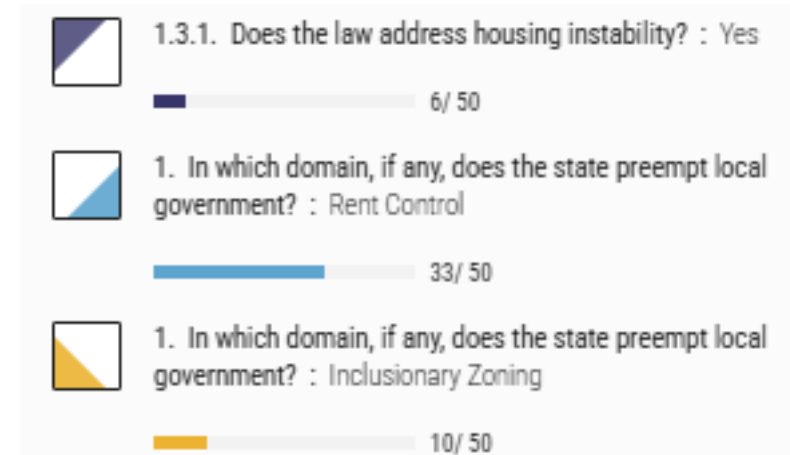 1.3.1. Does the law address housing instability? : Yes
6/ 50
1. In which domain, if any, does the state preempt local
government? : Rent Control
33/ 50
1. In which domain, if any, does the state preempt local
government? : Inclusionary Zoning
10/ 50